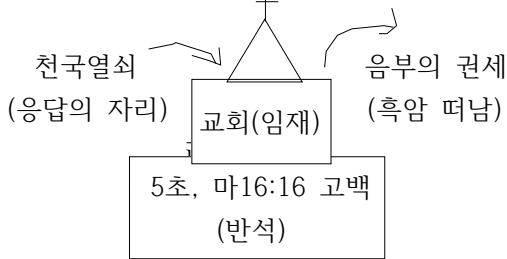 천국열쇠
(응답의 자리)
음부의 권세
(흑암 떠남)
교회(임재)
5초, 마16:16 고백
(반석)